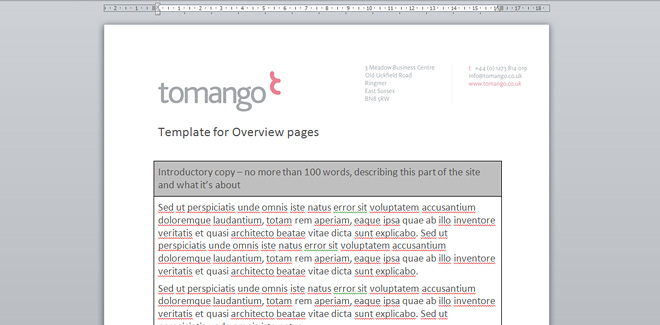 tomango
3 Meadow Business Centre
Old Uckfield Road
Ringmer
East Sussex
BN8 5RW
t +44 (0) 1273 814 019
info@tomango.co.uk
www.tomango.co.uk
Template for Overview pages
Introductory copy – no more than 100 words, describing this part of the site
and what it's about
Sed ut perspiciatis unde omnis iste natus error sit voluptatem accusantium
doloremque laudantium, totam rem aperiam, eaque ipsa quae ab illo inventore
veritatis et quasi architecto beatae vitae dicta sunt explicabo. Sed ut
perspiciatis unde omnis iste natus error sit voluptatem accusantium
doloremque laudantium, totam rem aperiam, eaque ipsa quae ab illo inventore
veritatis et quasi architecto beatae vitae dicta sunt explicabo.
Sed ut perspiciatis unde omnis iste natus error sit voluptatem accusantium
doloremque laudantium, totam rem aperiam, eaque ipsa quae ab illo inventore
veritatis et quasi architecto beatae vitae dicta sunt explicabo. Sed ut